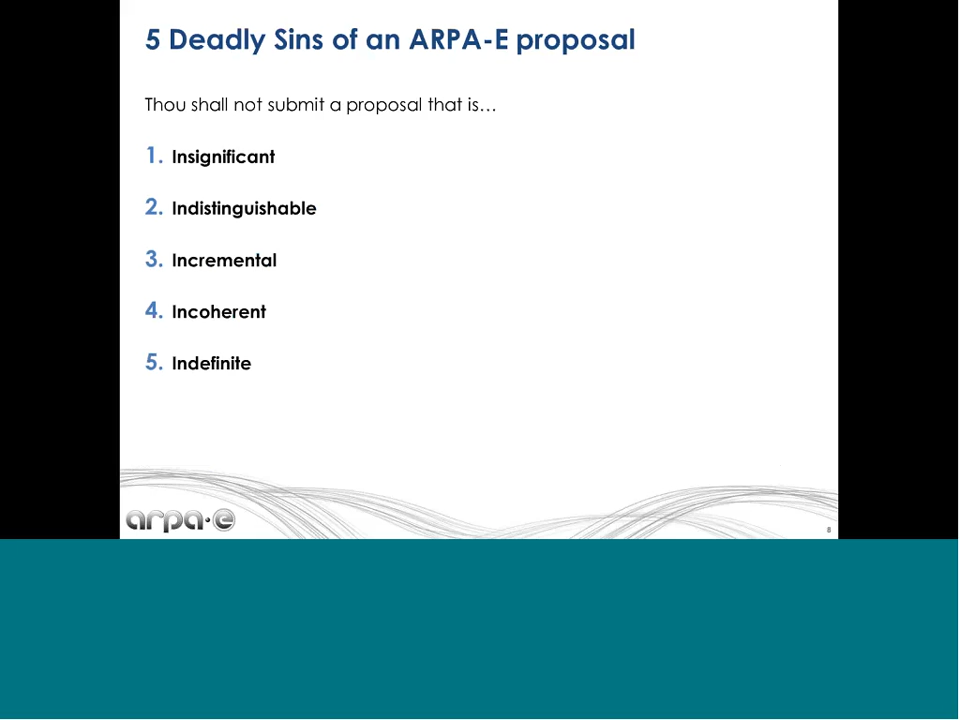 5 Deadly Sins of an ARPA-E proposal
Thou shall not submit a proposal that is…
1. Insignificant
2. Indistinguishable
3. Incremental
4. Incoherent
5. Indefinite
arpa·e
8